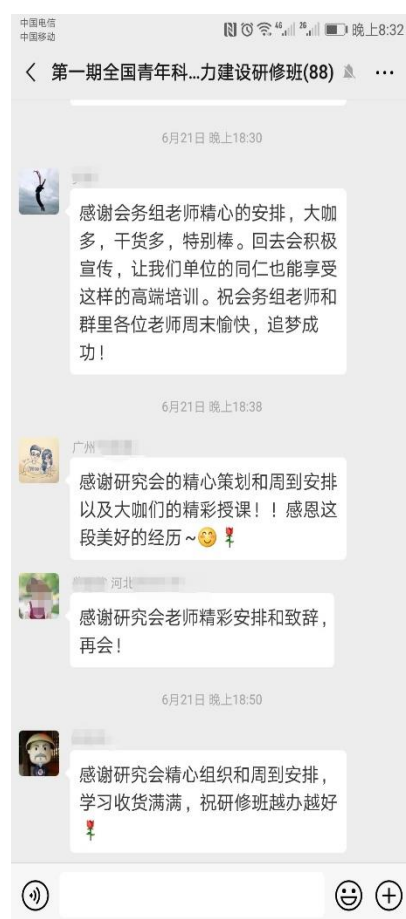 中国电信
中国移动
4G
2G
晚上8:32
第一期全国青年科...力建设研修班(88)
6月21日 晚上18:30
感谢会务组老师精心的安排，大咖
多，干货多，特别棒。回去会积极
宣传，让我们单位的同仁也能享受
这样的高端培训。祝会务组老师和
群里各位老师周末愉快，追梦成
功！
6月21日 晚上18:38
广州
感谢研究会的精心策划和周到安排
以及大咖们的精彩授课！！感恩这
段美好的经历~
河北
感谢研究会老师精彩安排和致辞，
再会！
6月21日 晚上18:50
感谢研究会精心组织和周到安排，
学习收货满满，祝研修班越办越好